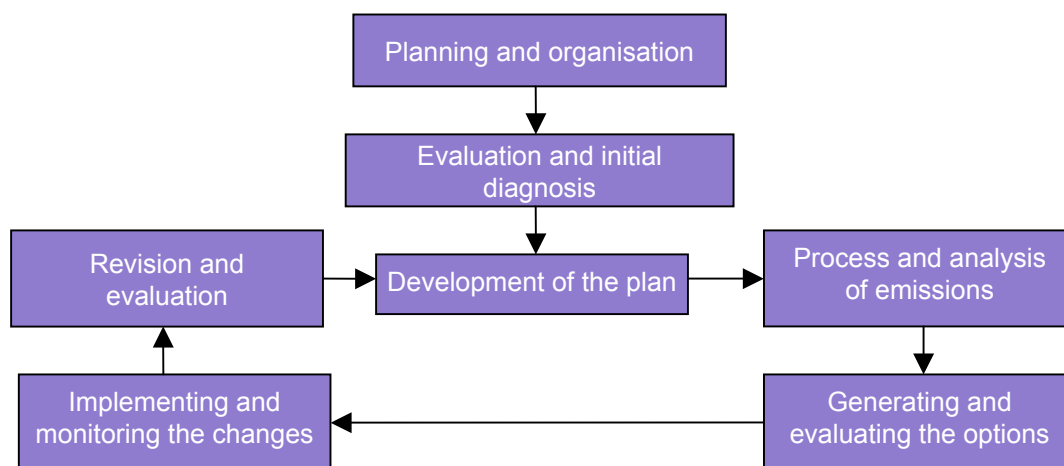 Planning and organisation
Evaluation and initial
diagnosis
Revision and
evaluation
Development of the plan
Process and analysis
of emissions
Implementing and
monitoring the changes
Generating and
evaluating the options